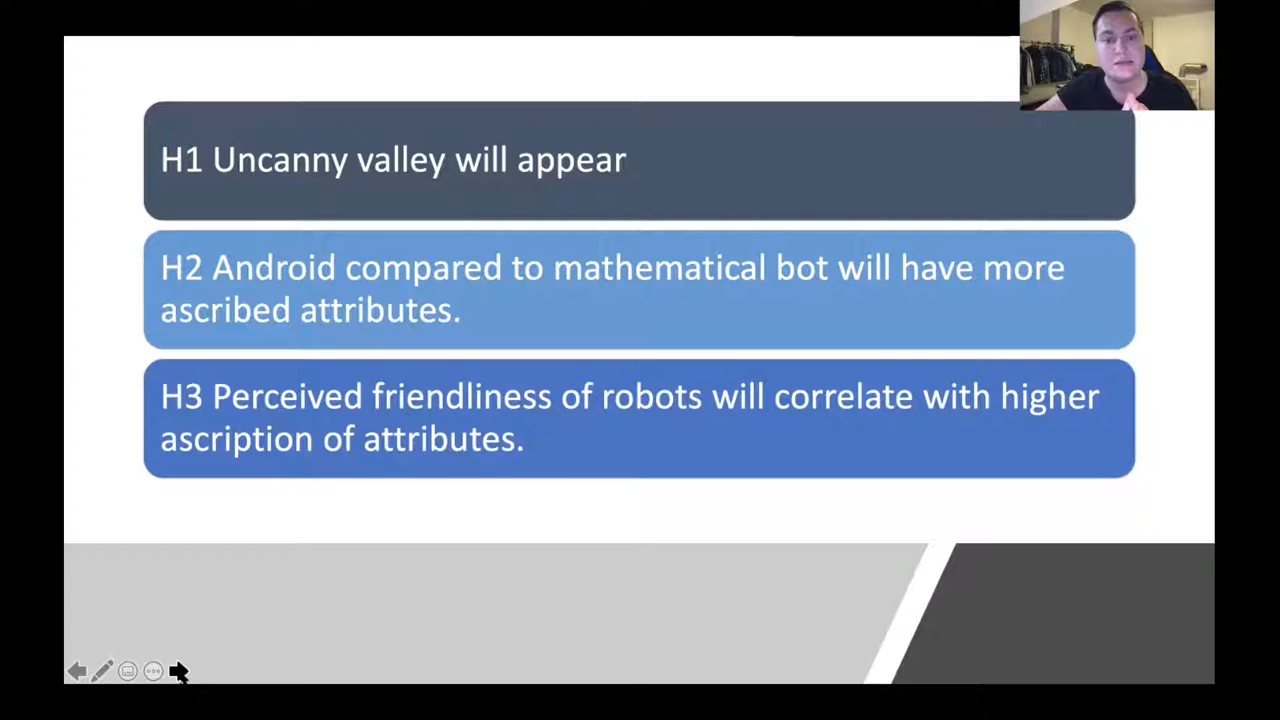 H1 Uncanny valley will appear
H2 Android compared to mathematical bot will have more
ascribed attributes.
H3 Perceived friendliness of robots will correlate with higher
ascription of attributes.